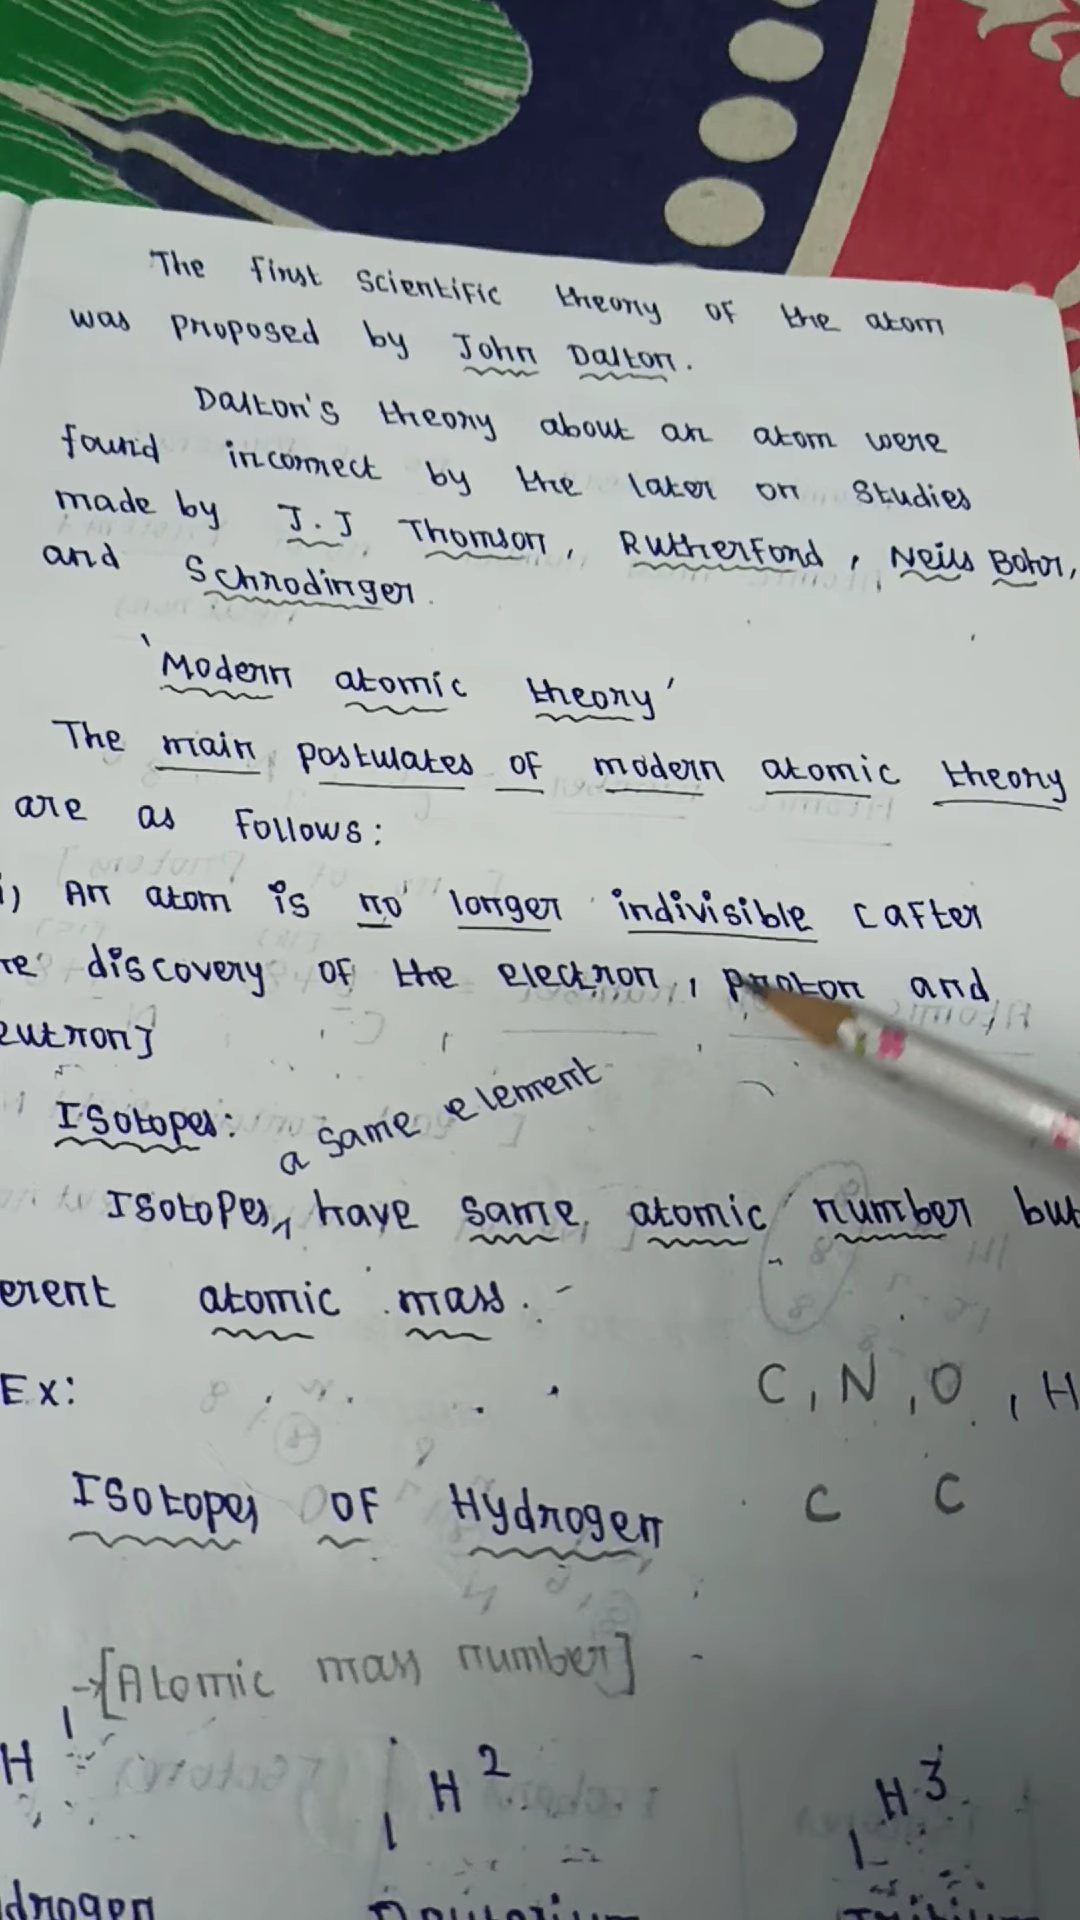 The first scientific theory of the atom
was proposed by John Dalton.
Dalton's theory about an atom were
found incorrect by the later on studies
made by J.J Thomson, Rutherford, Neils Bohr,
and Schrodinger.
'Modern atomic theory'
The main postulates of modern atomic theory
are as follows:
i) An atom is no longer indivisible [after
re discovery of the electron, proton and
eutron]
Isotopes:
a same element
Isotopes, have same atomic number but
erent atomic mass.
Ex: C, N, O, H
Isotopes of Hydrogen C C
→[Atomic mass number]
H 1 1 H 2 1 H 3
drogen